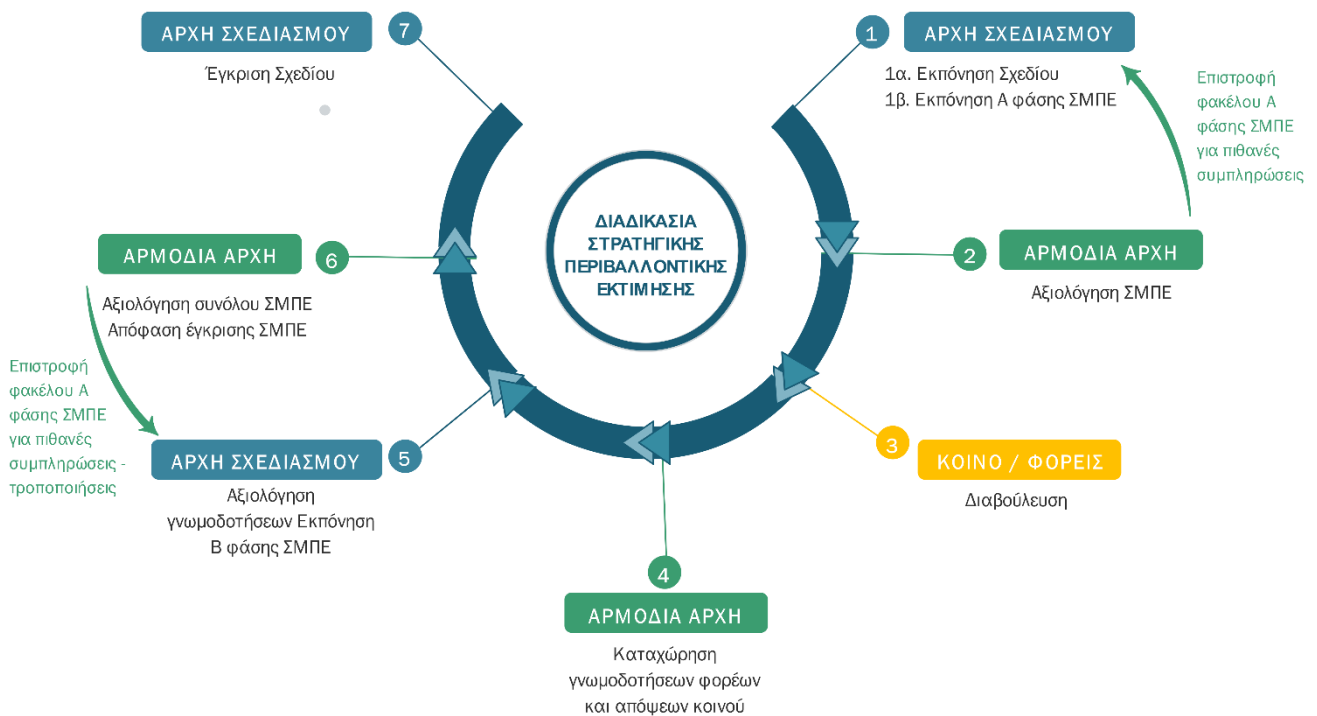 ΔΙΑΔΙΚΑΣΙΑ
ΣΤΡΑΤΗΓΙΚΗΣ
ΠΕΡΙΒΑΛΛΟΝΤΙΚΗΣ
ΕΚΤΙΜΗΣΗΣ
1
ΑΡΧΗ ΣΧΕΔΙΑΣΜΟΥ
1α. Εκπόνηση Σχεδίου
1β. Εκπόνηση Α φάσης ΣΜΠΕ
Επιστροφή
φακέλου Α
φάσης ΣΜΠΕ
για πιθανές
συμπληρώσεις
2
ΑΡΜΟΔΙΑ ΑΡΧΗ
Αξιολόγηση ΣΜΠΕ
3
ΚΟΙΝΟ / ΦΟΡΕΙΣ
Διαβούλευση
4
ΑΡΜΟΔΙΑ ΑΡΧΗ
Καταχώρηση
γνωμοδοτήσεων φορέων
και απόψεων κοινού
5
ΑΡΧΗ ΣΧΕΔΙΑΣΜΟΥ
Αξιολόγηση
γνωμοδοτήσεων Εκπόνηση
Β φάσης ΣΜΠΕ
6
ΑΡΜΟΔΙΑ ΑΡΧΗ
Αξιολόγηση συνόλου ΣΜΠΕ
Απόφαση έγκρισης ΣΜΠΕ
Επιστροφή
φακέλου Α
φάσης ΣΜΠΕ
για πιθανές
συμπληρώσεις -
τροποποιήσεις
7
ΑΡΧΗ ΣΧΕΔΙΑΣΜΟΥ
Έγκριση Σχεδίου